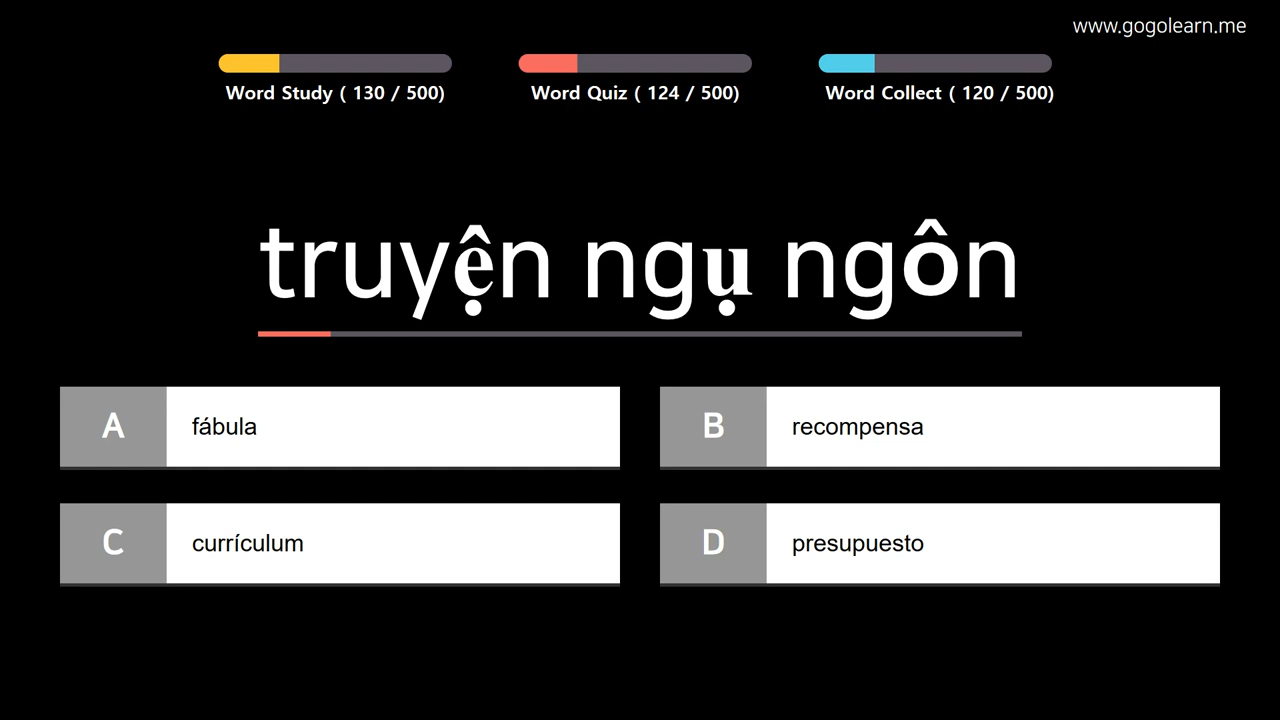 www.gogolearn.me
Word Study ( 130 / 500)
Word Quiz ( 124 / 500)
Word Collect ( 120 / 500)
truyện ngụ ngôn
A fábula
B recompensa
C currículum
D presupuesto